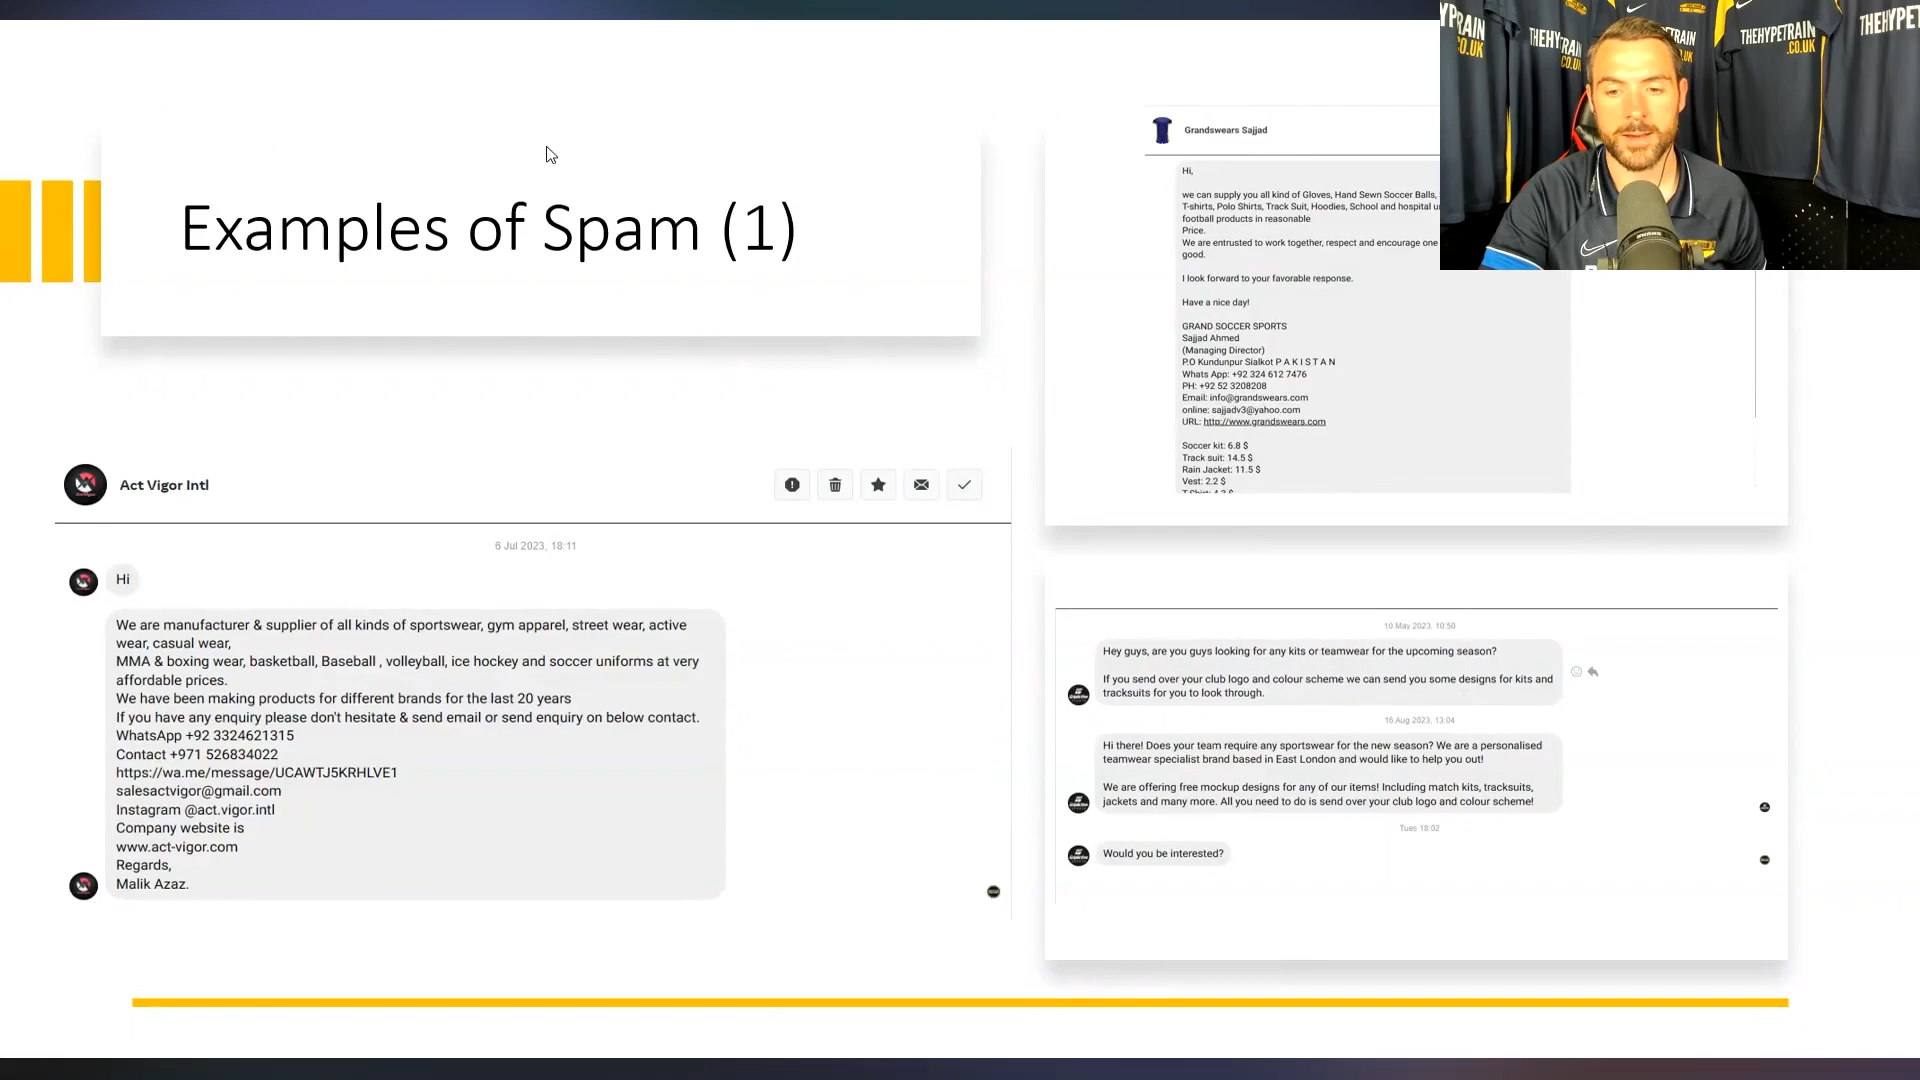 Examples of Spam (1)
Act Vigor Intl
6 Jul 2023, 18:11
Hi
We are manufacturer & supplier of all kinds of sportswear, gym apparel, street wear, active
wear, casual wear,
MMA & boxing wear, basketball, Baseball , volleyball, ice hockey and soccer uniforms at very
affordable prices.
We have been making products for different brands for the last 20 years
If you have any enquiry please don't hesitate & send email or send enquiry on below contact.
WhatsApp +92 3324621315
Contact +971 526834022
https://wa.me/message/UCAWTJ5KRHLVE1
salesactvigor@gmail.com
Instagram @act.vigor.intl
Company website is
www.act-vigor.com
Regards,
Malik Azaz.
Grandswears Sajjad
Hi,
we can supply you all kind of Gloves, Hand Sewn Soccer Balls,
T-shirts, Polo Shirts, Track Suit, Hoodies, School and hospital u
football products in reasonable
Price.
We are entrusted to work together, respect and encourage one
good.
I look forward to your favorable response.
Have a nice day!
GRAND SOCCER SPORTS
Sajjad Ahmed
(Managing Director)
P.O Kundunpur Sialkot P A K I S T A N
Whats App: +92 324 612 7476
PH: +92 52 3208208
Email: info@grandswears.com
online: sajjadv3@yahoo.com
URL: http://www.grandswears.com
Soccer kit: 6.8 $
Track suit: 14.5 $
Rain Jacket: 11.5 $
Vest: 2.2 $
10 May 2023, 10:50
Hey guys, are you guys looking for any kits or teamwear for the upcoming season?
If you send over your club logo and colour scheme we can send you some designs for kits and
tracksuits for you to look through.
16 Aug 2023, 13:04
Hi there! Does your team require any sportswear for the new season? We are a personalised
teamwear specialist brand based in East London and would like to help you out!
We are offering free mockup designs for any of our items! Including match kits, tracksuits,
jackets and many more. All you need to do is send over your club logo and colour scheme!
Tues 18:02
Would you be interested?
YPRAIN
CO.UK
THEHYTRAIN
CO.UK
TRAIN
.UK
THEHYPETRAIN
.CO.UK
THEHYPET
SHURE